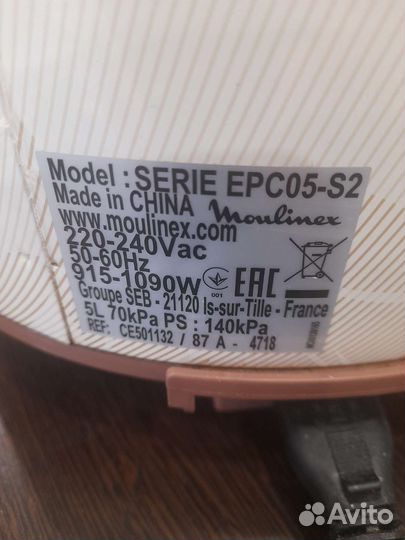 Model : SERIE EPC05-S2
Made in CHINA Moulinex
www.moulinex.com
220-240Vac
50-60Hz
915-1090W 001 EAC
Groupe SEB - 21120 Is-sur-Tille - France
5L 70kPa PS : 140kPa
REF: CE501132 / 87 A - 4718
Avito